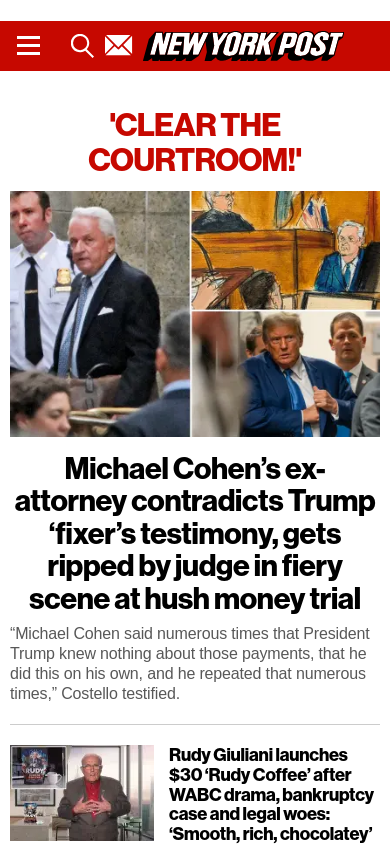 NEW YORK POST
'CLEAR THE
COURTROOM!'
Michael Cohen’s ex-
attorney contradicts Trump
‘fixer’s testimony, gets
ripped by judge in fiery
scene at hush money trial
“Michael Cohen said numerous times that President
Trump knew nothing about those payments, that he
did this on his own, and he repeated that numerous
times,” Costello testified.
Rudy Giuliani launches
$30 ‘Rudy Coffee’ after
WABC drama, bankruptcy
case and legal woes:
‘Smooth, rich, chocolatey’
RUDY